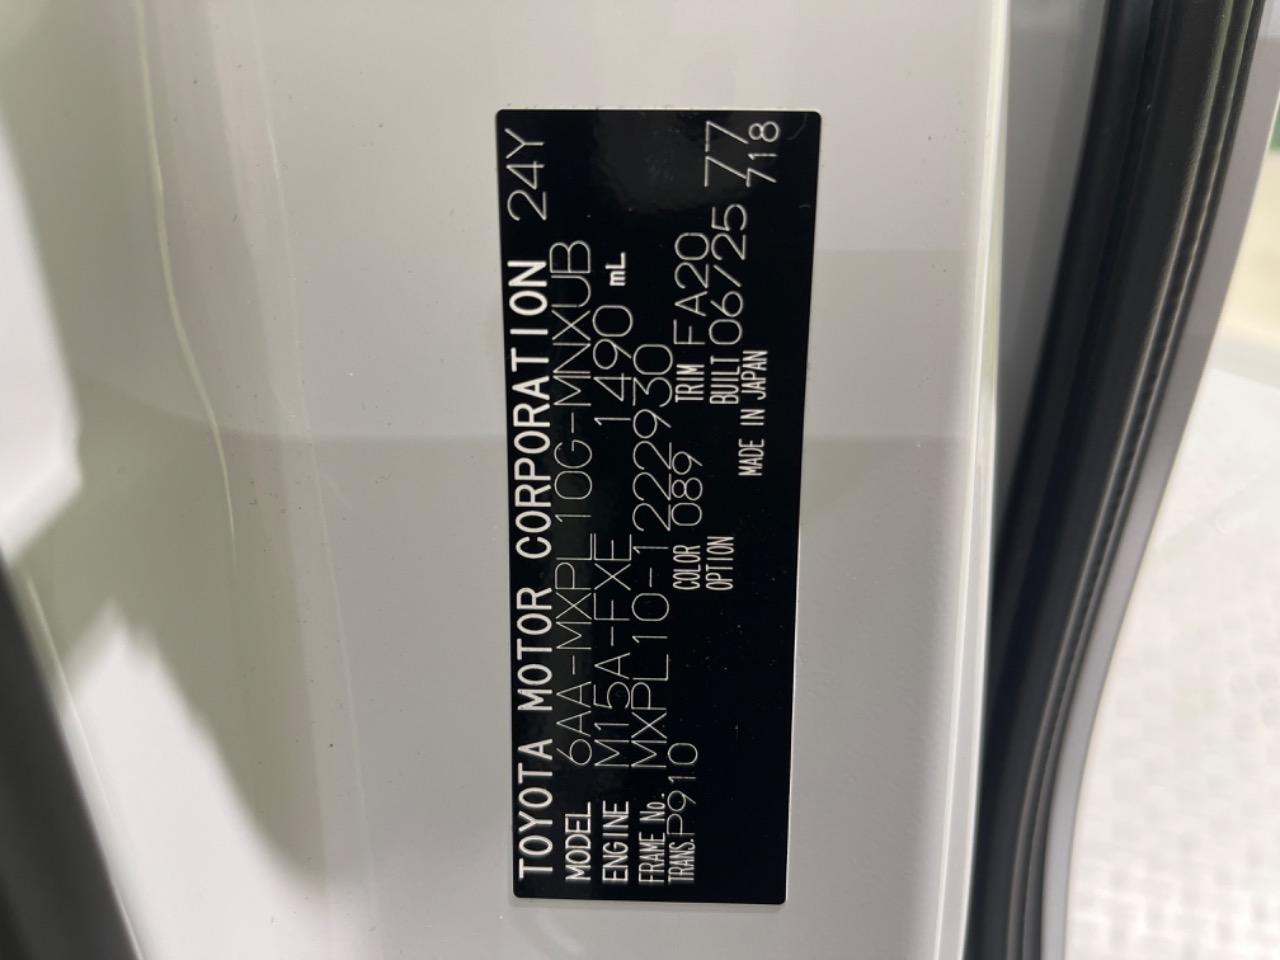 TOYOTA MOTOR CORPORATION 24Y
MODEL 6AA-MXPL10G-MNXUB
ENGINE M15A-FXE 1490 mL
FRAME No. MXPL10-1222930
TRANS. P910 COLOR 089 TRIM FA20
OPTION BUILT 06/25 77
MADE IN JAPAN 718